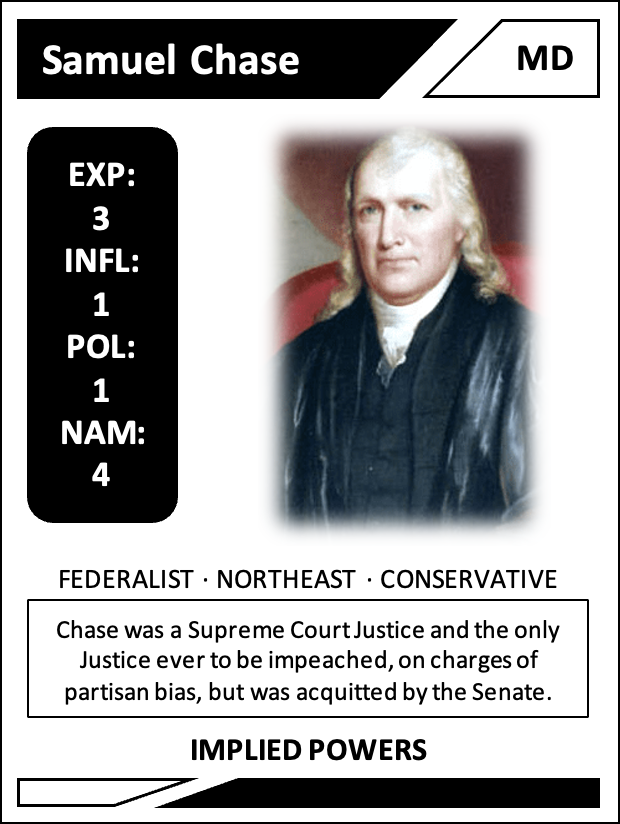 Samuel Chase
MD
EXP:
3
INFL:
1
POL:
1
NAM:
4
FEDERALIST · NORTHEAST · CONSERVATIVE
Chase was a Supreme Court Justice and the only
Justice ever to be impeached, on charges of
partisan bias, but was acquitted by the Senate.
IMPLIED POWERS